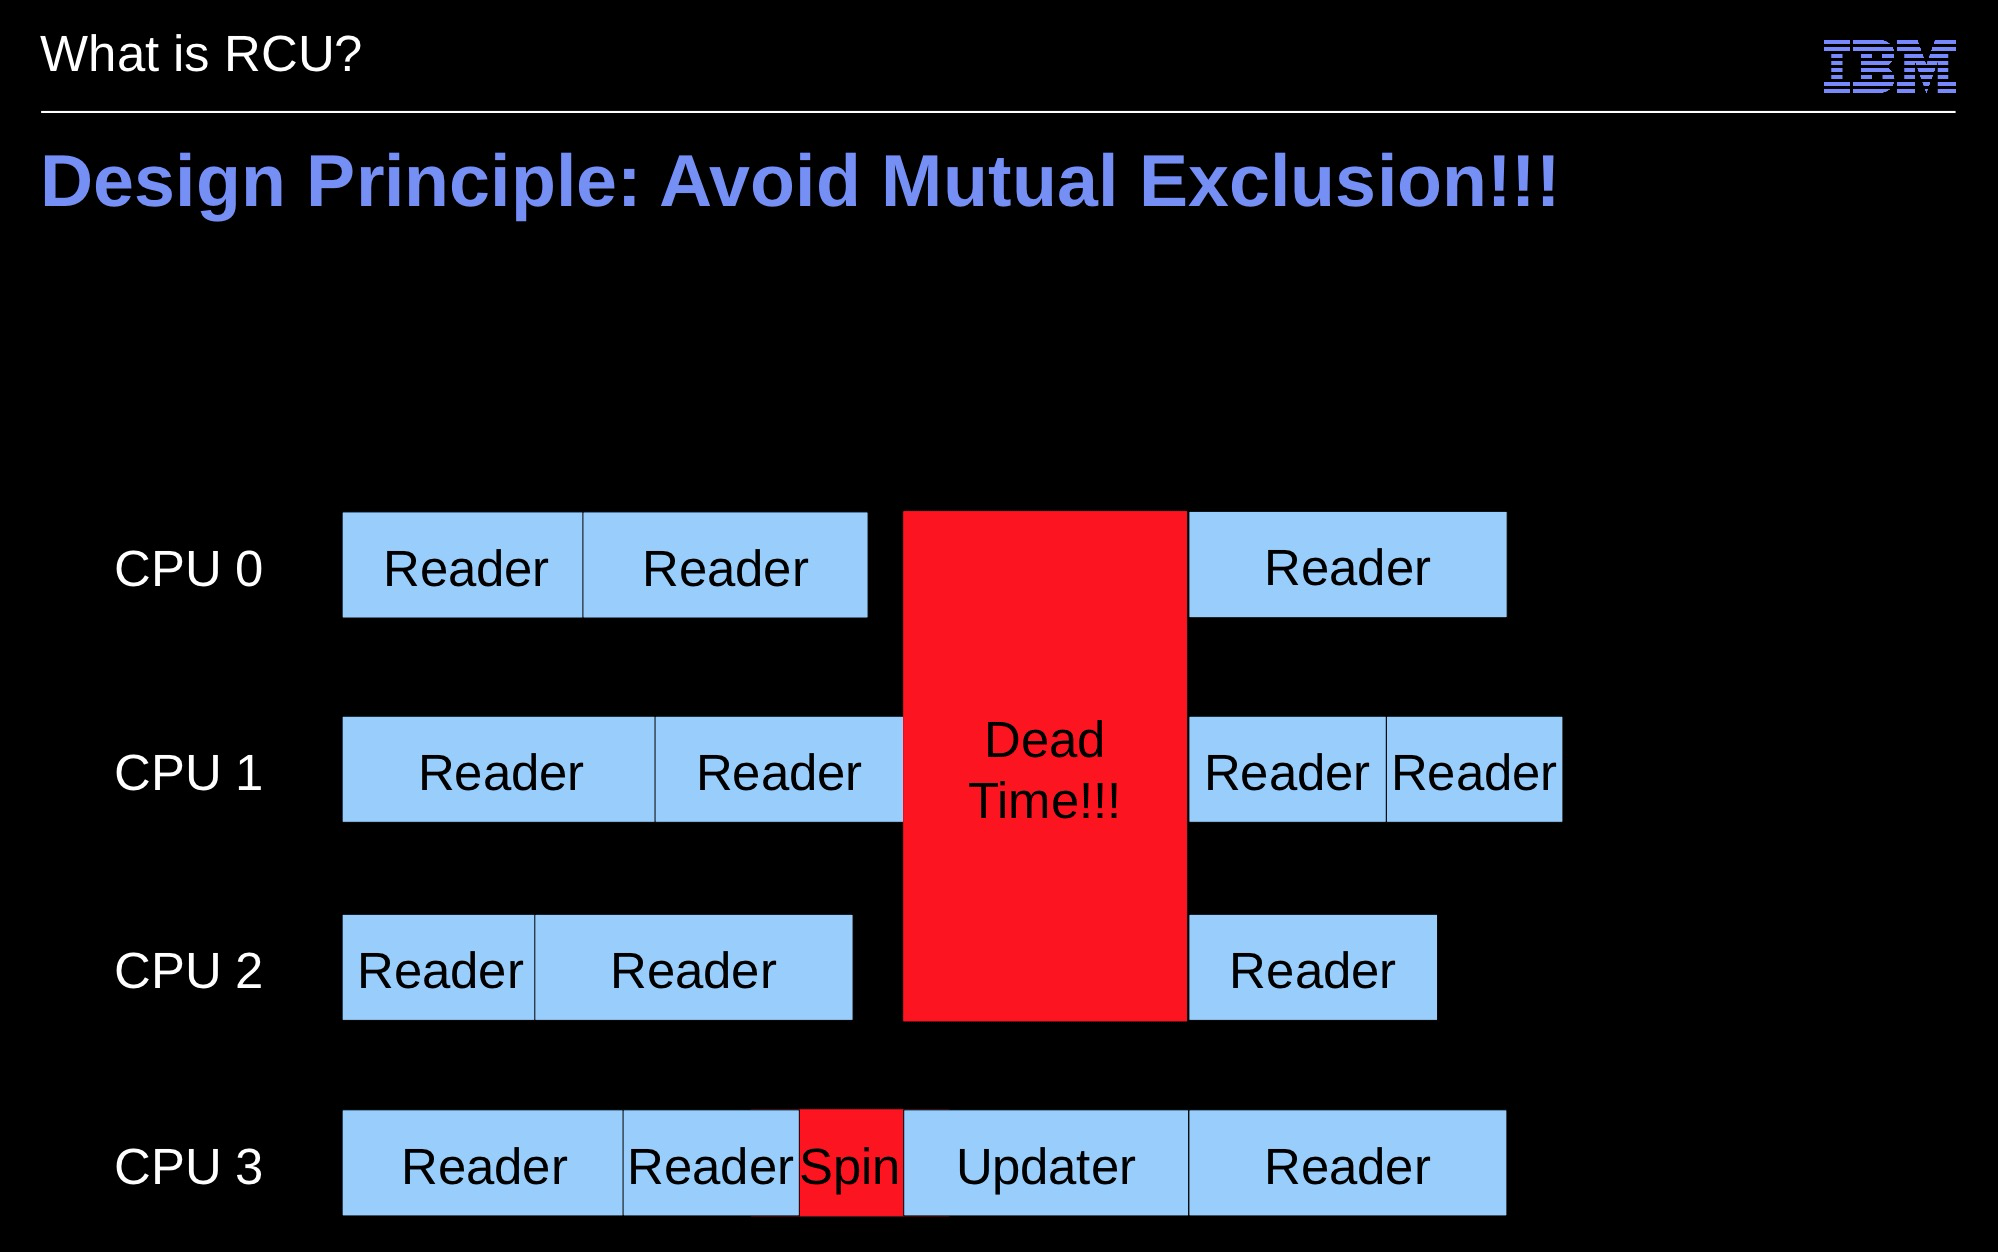 What is RCU?
IBM
Design Principle: Avoid Mutual Exclusion!!!
CPU 0
Reader
Reader
Reader
CPU 1
Reader
Reader
Dead
Time!!!
Reader
Reader
CPU 2
Reader
Reader
Reader
CPU 3
Reader
Reader
Spin
Updater
Reader